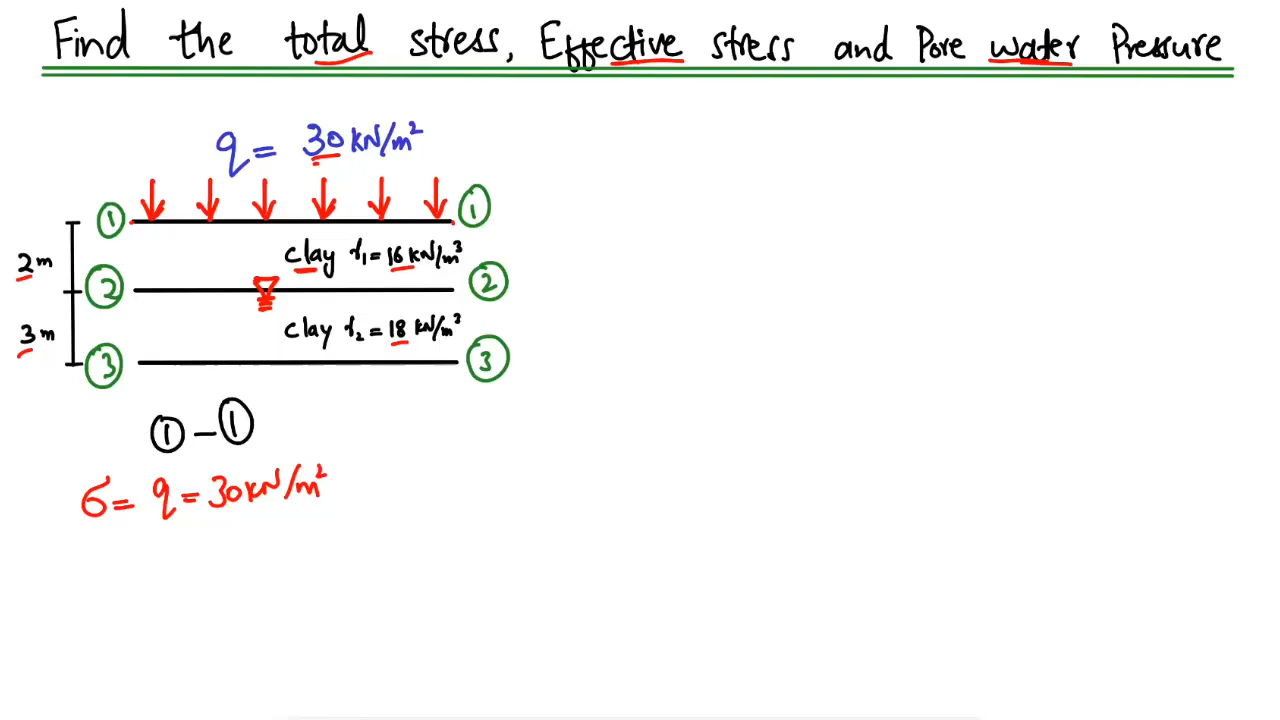 Find the total stress, Effective stress and Pore water Pressure
q = 30 kN/m²
① ①
2m clay γ₁ = 16 kN/m³
② ②
3m clay γ₂ = 18 kN/m³
③ ③
① – ①
σ = q = 30 kN/m²